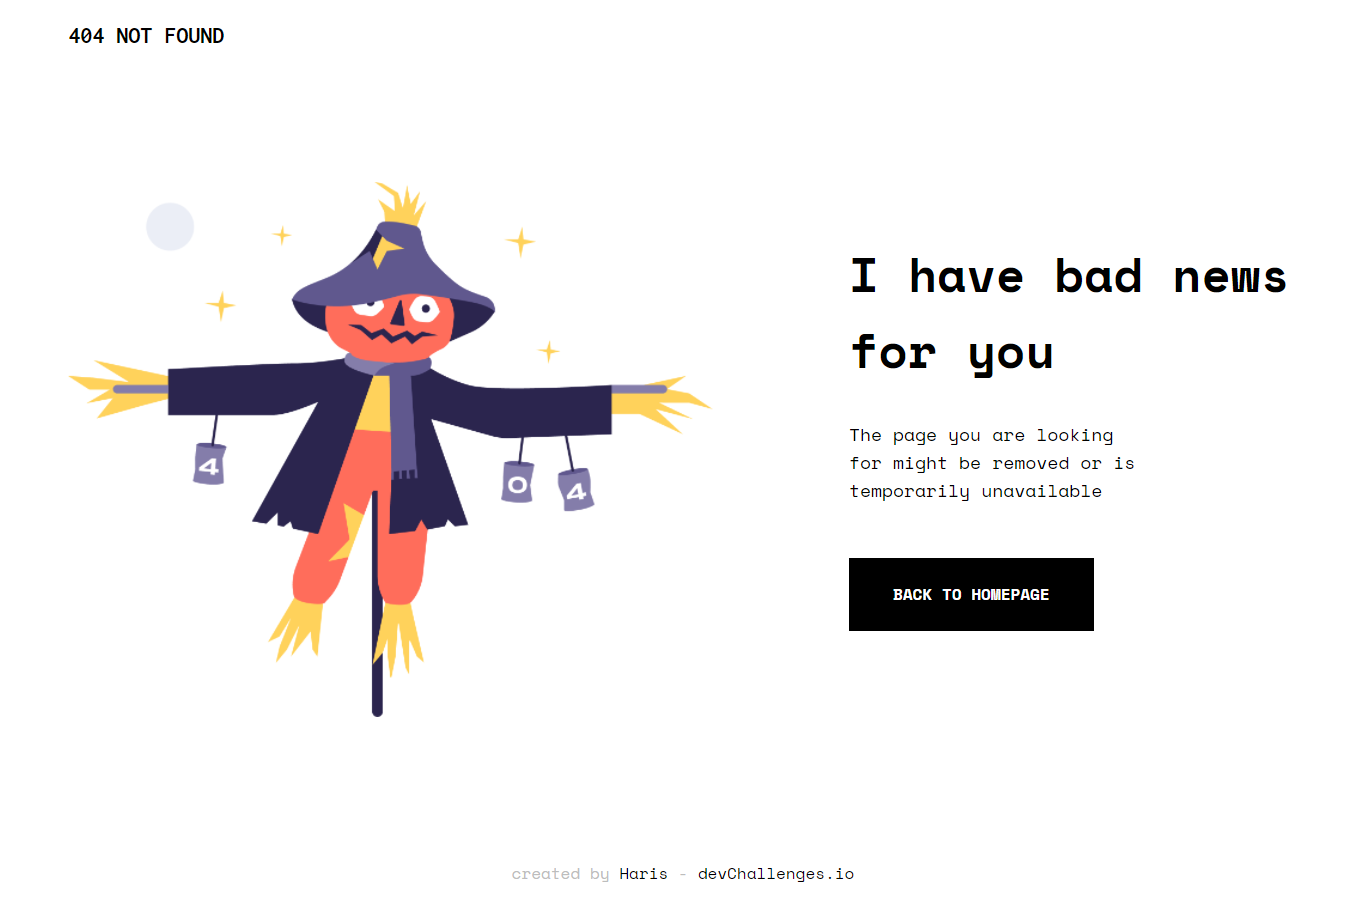 404 NOT FOUND
I have bad news
for you
The page you are looking
for might be removed or is
temporarily unavailable
BACK TO HOMEPAGE
4
0
4
created by Haris - devChallenges.io